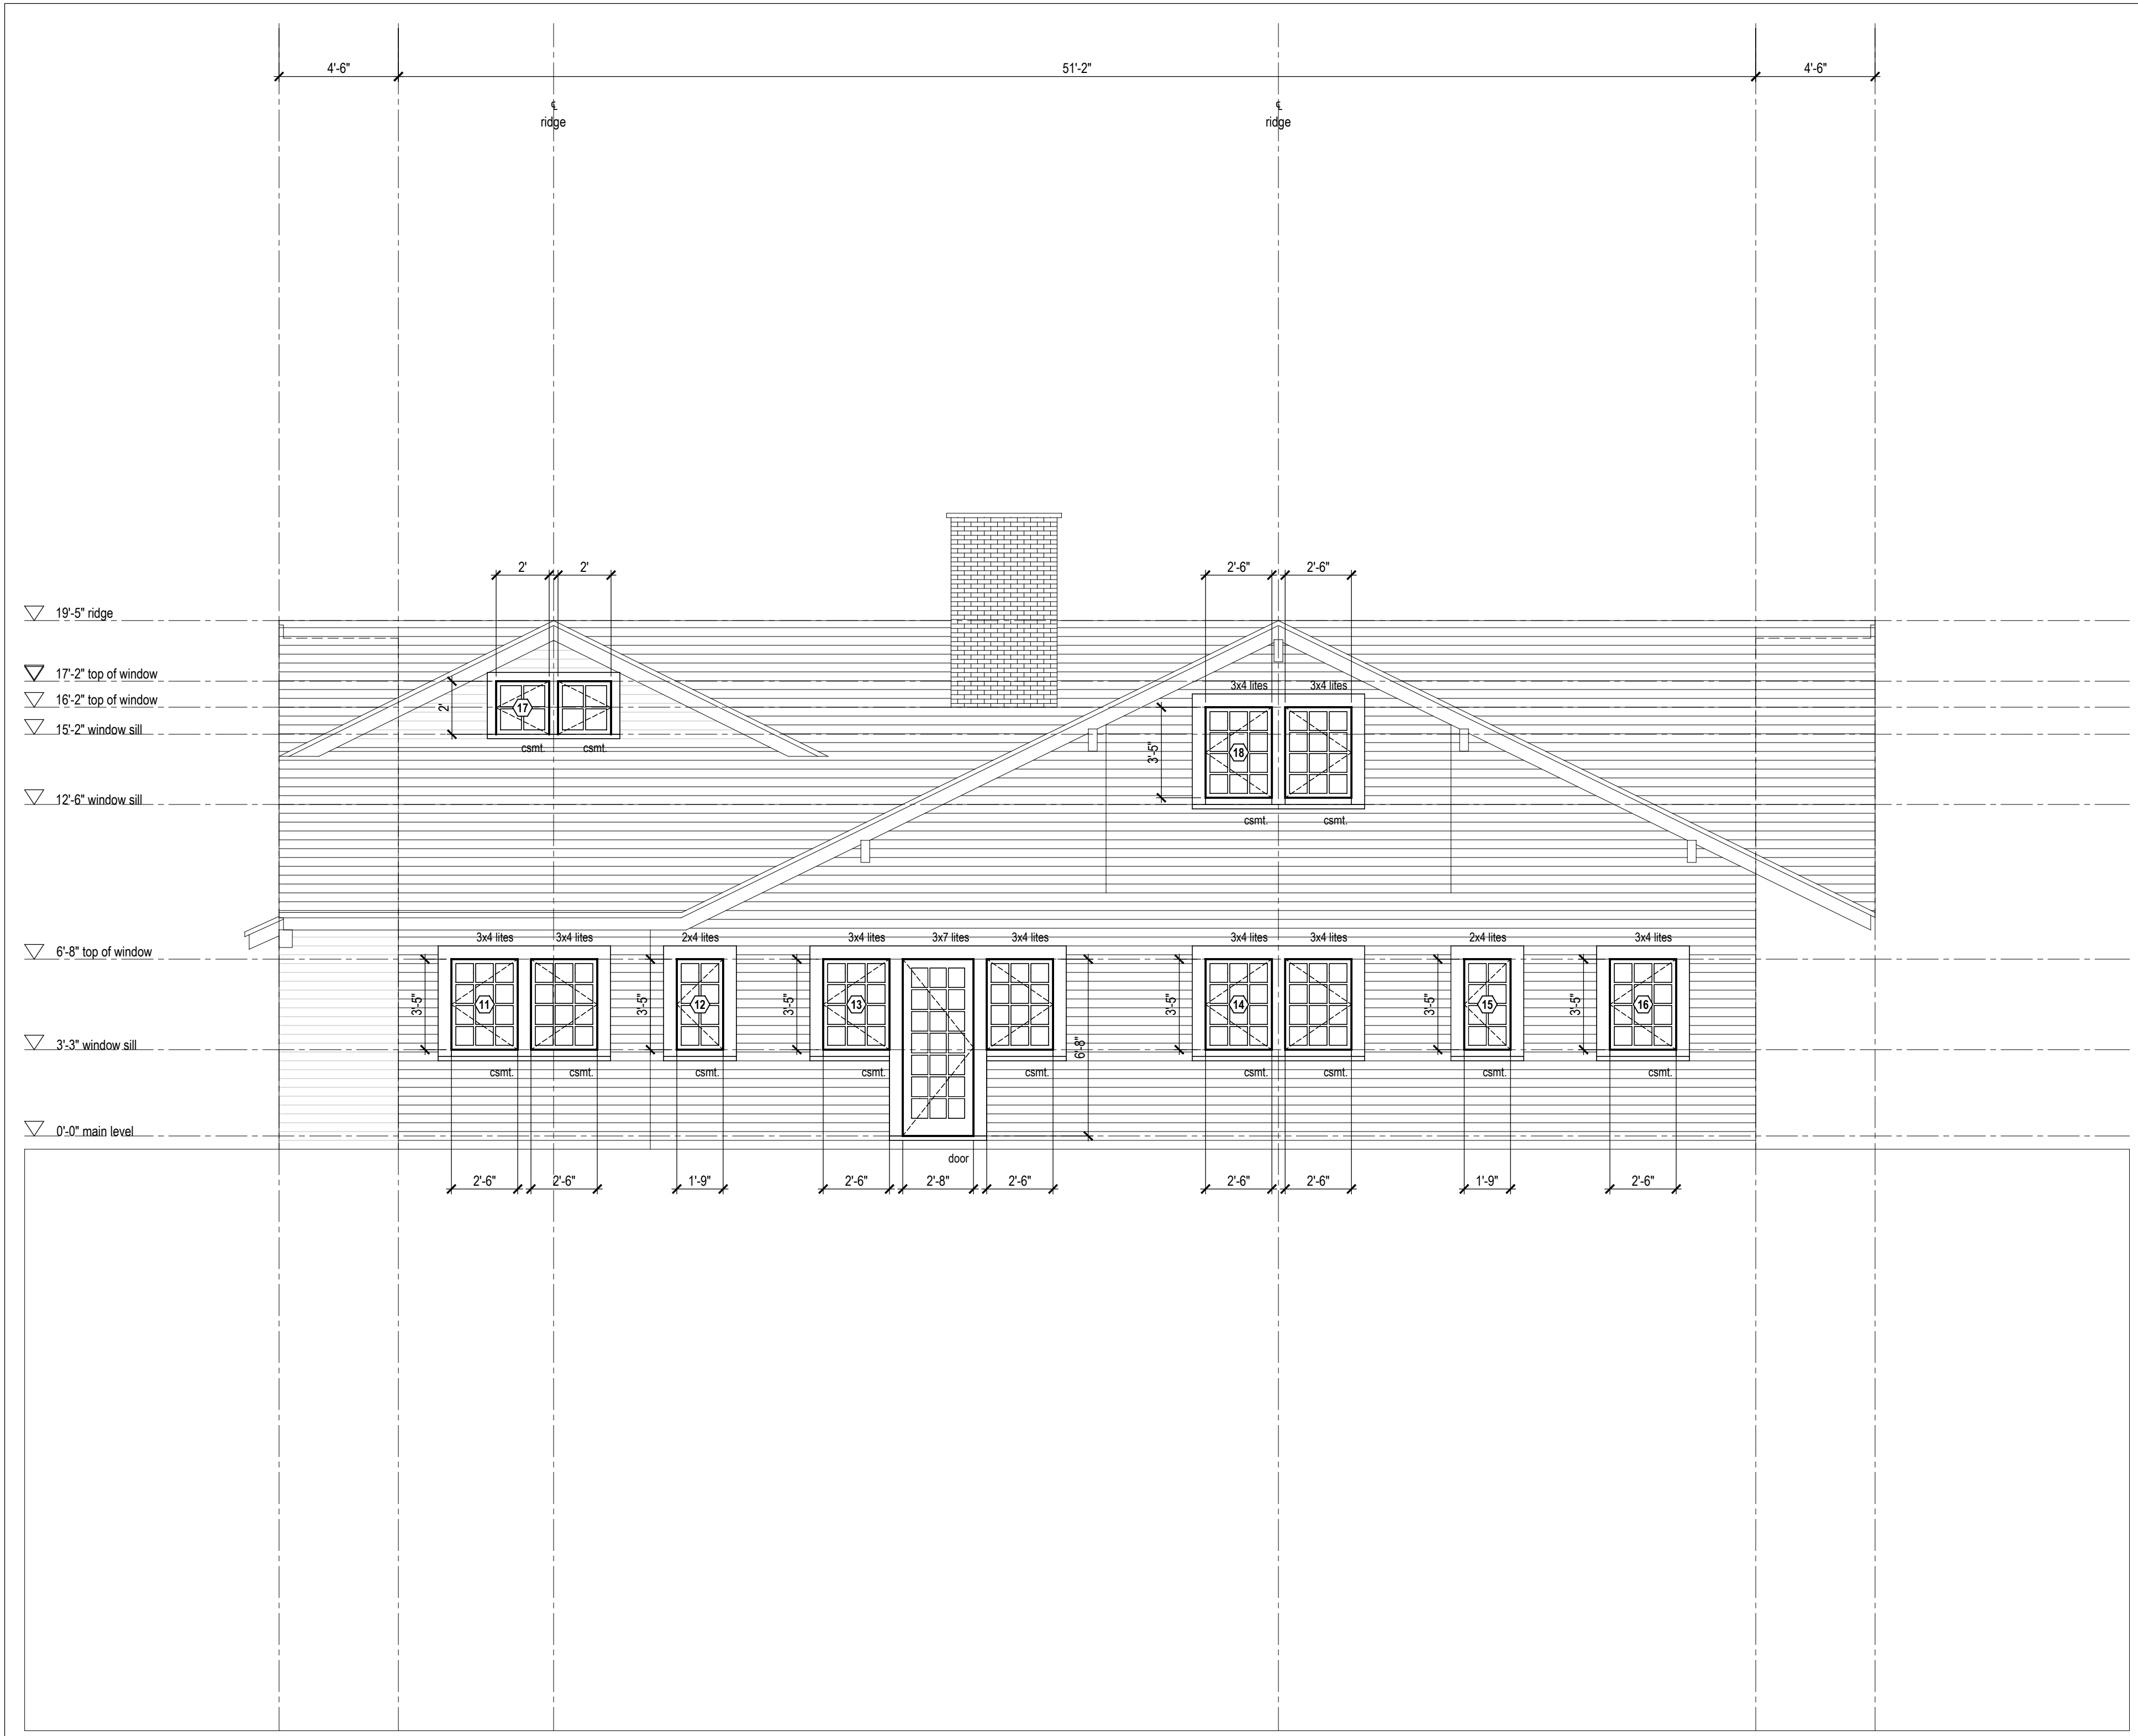 4'-6" 51'-2" 4'-6"
℄ ℄
ridge ridge
2' 2' 2'-6" 2'-6"
19'-5" ridge
17'-2" top of window
3x4 lites 3x4 lites
16'-2" top of window
2' 17
15'-2" window sill
csmt. csmt.
3'-5" 18
12'-6" window sill
csmt. csmt.
3x4 lites 3x4 lites 2x4 lites 3x4 lites 3x7 lites 3x4 lites 3x4 lites 3x4 lites 2x4 lites 3x4 lites
6'-8" top of window
3'-5" 11 3'-5" 12 3'-5" 13 3'-5" 14 3'-5" 15 3'-5" 16
3'-3" window sill 6'-8"
csmt. csmt. csmt. csmt. csmt. csmt. csmt. csmt. csmt.
0'-0" main level
door
2'-6" 2'-6" 1'-9" 2'-6" 2'-8" 2'-6" 2'-6" 2'-6" 1'-9" 2'-6"